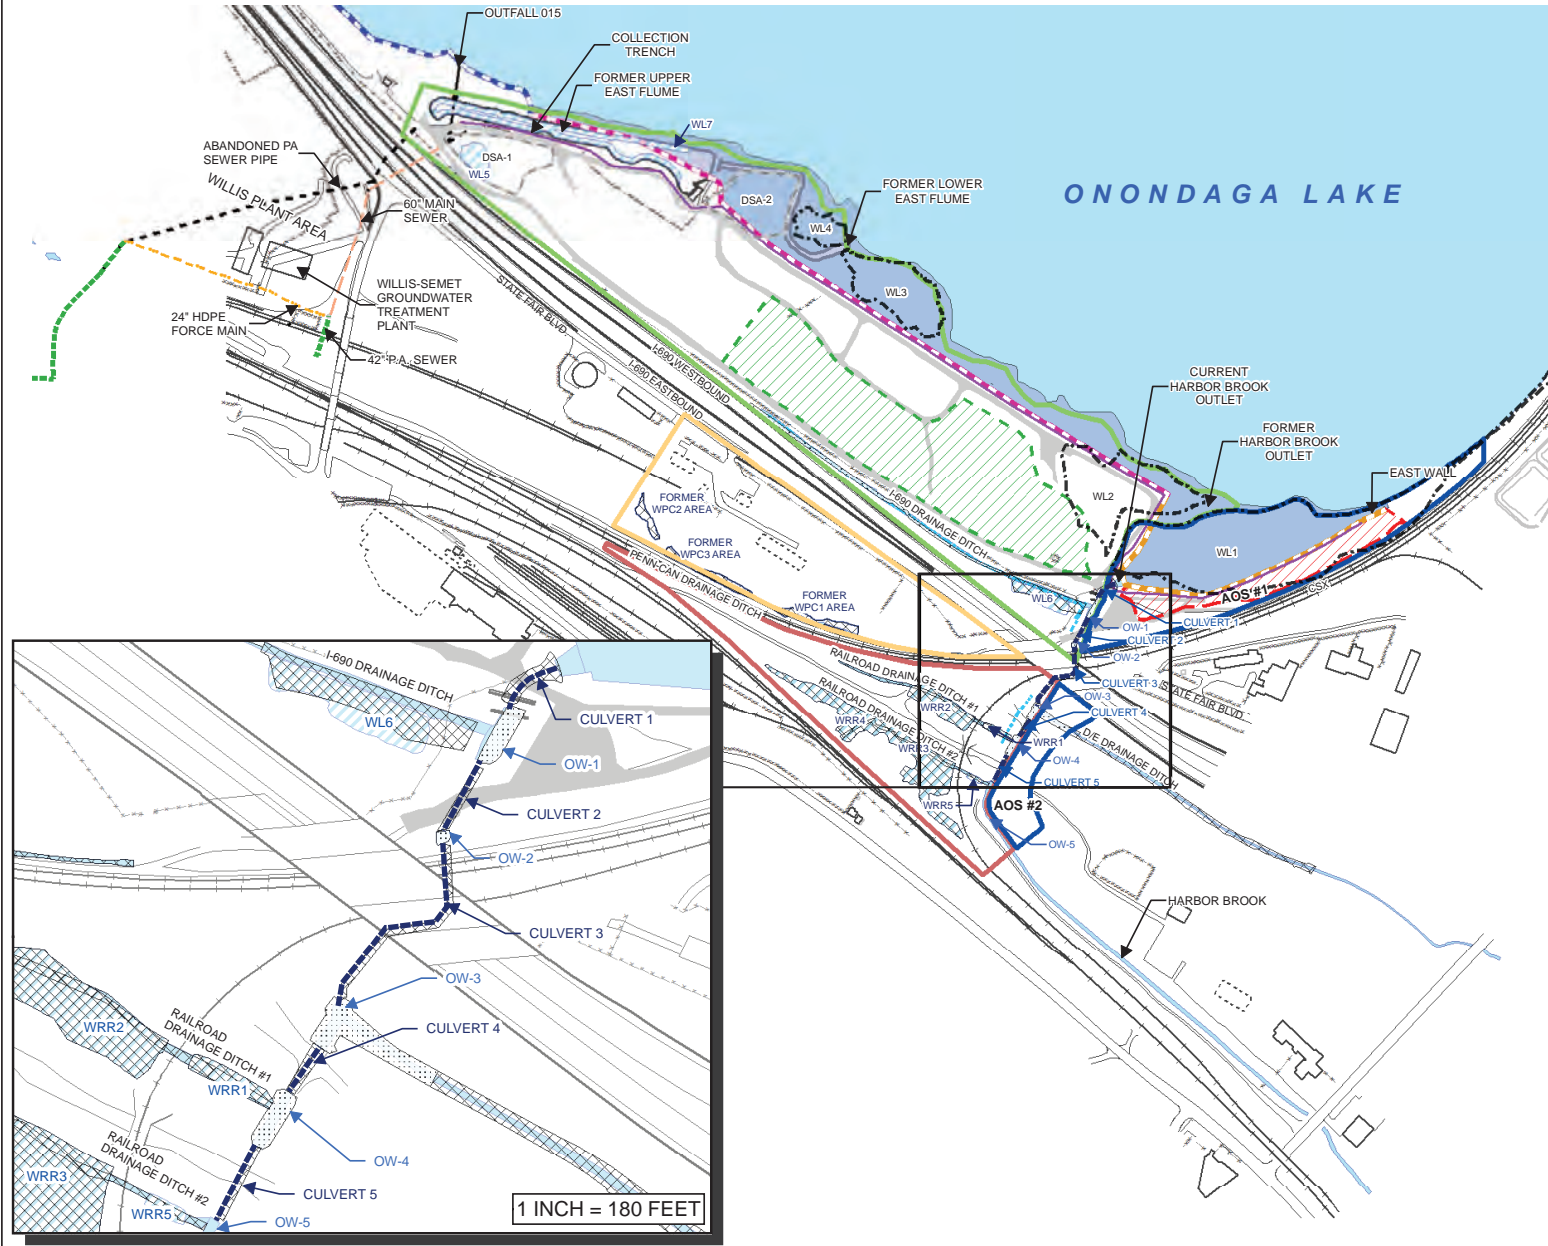 OUTFALL 015
COLLECTION
TRENCH
FORMER UPPER
EAST FLUME
WL7
ABANDONED PA
SEWER PIPE
DSA-1
WL5
WILLIS PLANT AREA
60" MAIN
SEWER
DSA-2
FORMER LOWER
EAST FLUME
ONONDAGA LAKE
WL4
WL3
WILLIS-SEMET
GROUNDWATER
TREATMENT
PLANT
24" HDPE
FORCE MAIN
42" P.A. SEWER
STATE FAIR BLVD
I-690 WESTBOUND
I-690 EASTBOUND
CURRENT
HARBOR BROOK
OUTLET
FORMER
HARBOR BROOK
OUTLET
EAST WALL
WL2
WL1
I-690 DRAINAGE DITCH
FORMER
WPC2 AREA
FORMER
WPC3 AREA
PENN-CAN DRAINAGE DITCH
FORMER
WPC1 AREA
WL6
AOS #1
CSX
CULVERT 1
OW-1
CULVERT 2
OW-2
RAILROAD DRAINAGE DITCH #1
CULVERT 3
STATE FAIR BLVD
OW-3
RAILROAD DRAINAGE DITCH #2
WRR2
CULVERT 4
WRR4
WRR3
WRR1
D/E DRAINAGE DITCH
OW-4
CULVERT 5
WRR5
AOS #2
OW-5
HARBOR BROOK
I-690 DRAINAGE DITCH
WL6
CULVERT 1
OW-1
CULVERT 2
OW-2
CULVERT 3
OW-3
CULVERT 4
RAILROAD
DRAINAGE DITCH #1
WRR2
WRR1
OW-4
RAILROAD
DRAINAGE DITCH #2
WRR3
CULVERT 5
WRR5
OW-5
1 INCH = 180 FEET